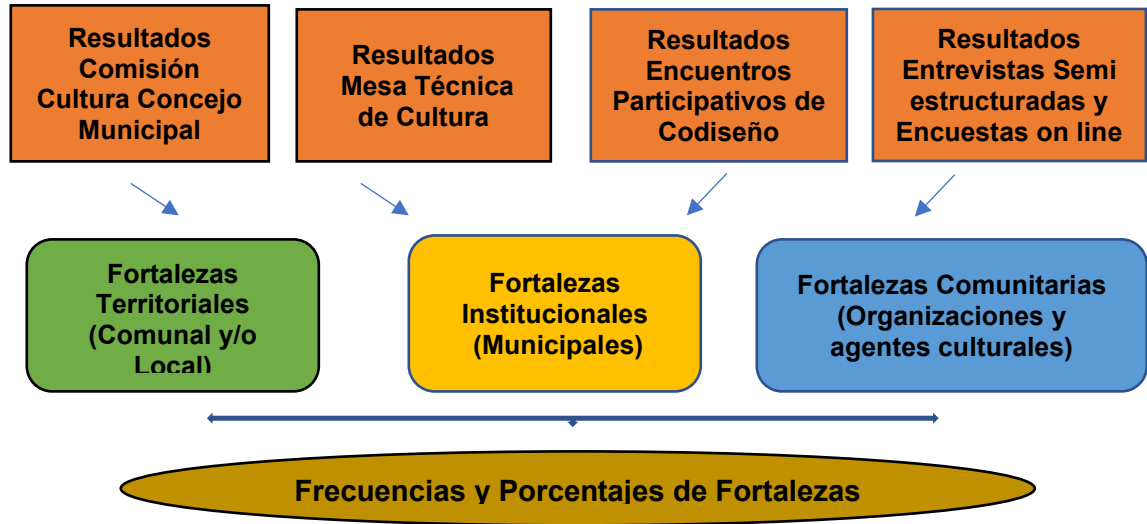 Resultados
Comisión
Cultura Concejo
Municipal
Resultados
Mesa Técnica
de Cultura
Resultados
Encuentros
Participativos de
Codiseño
Resultados
Entrevistas Semi
estructuradas y
Encuestas on line
Fortalezas
Territoriales
(Comunal y/o
Local)
Fortalezas
Institucionales
(Municipales)
Fortalezas Comunitarias
(Organizaciones y
agentes culturales)
Frecuencias y Porcentajes de Fortalezas